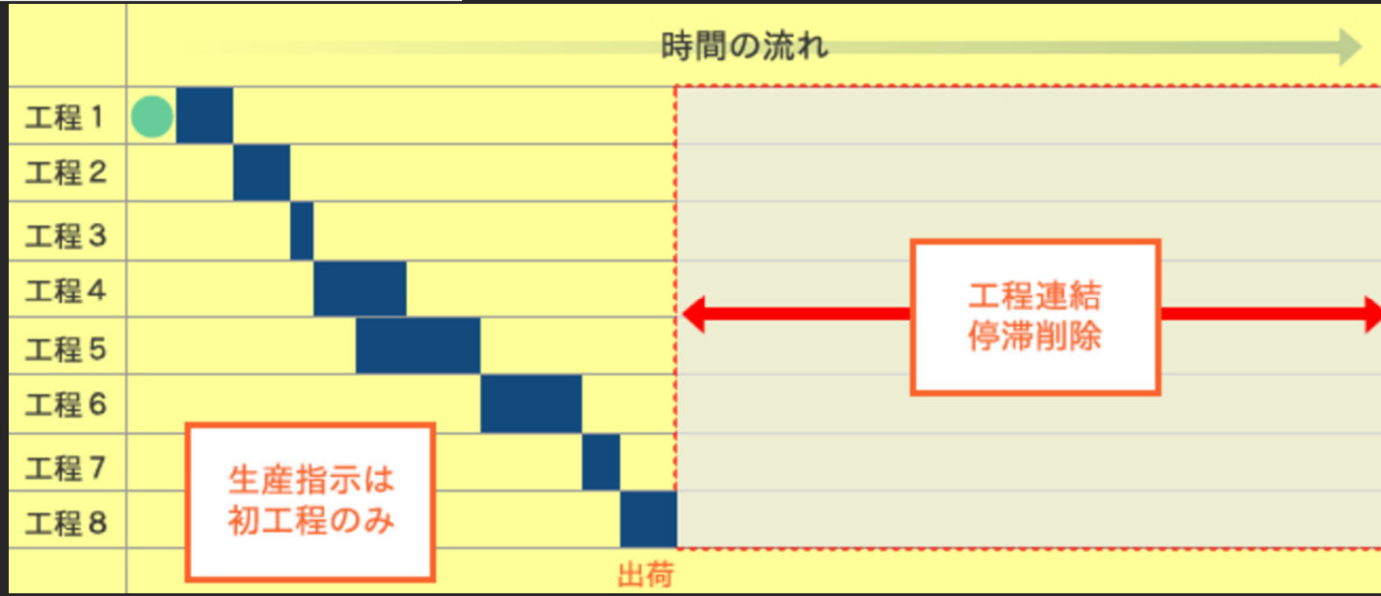 時間の流れ
工程1
工程2
工程3
工程4
工程5
工程6
工程7
工程8
工程連結
停滞削除
生産指示は
初工程のみ
出荷